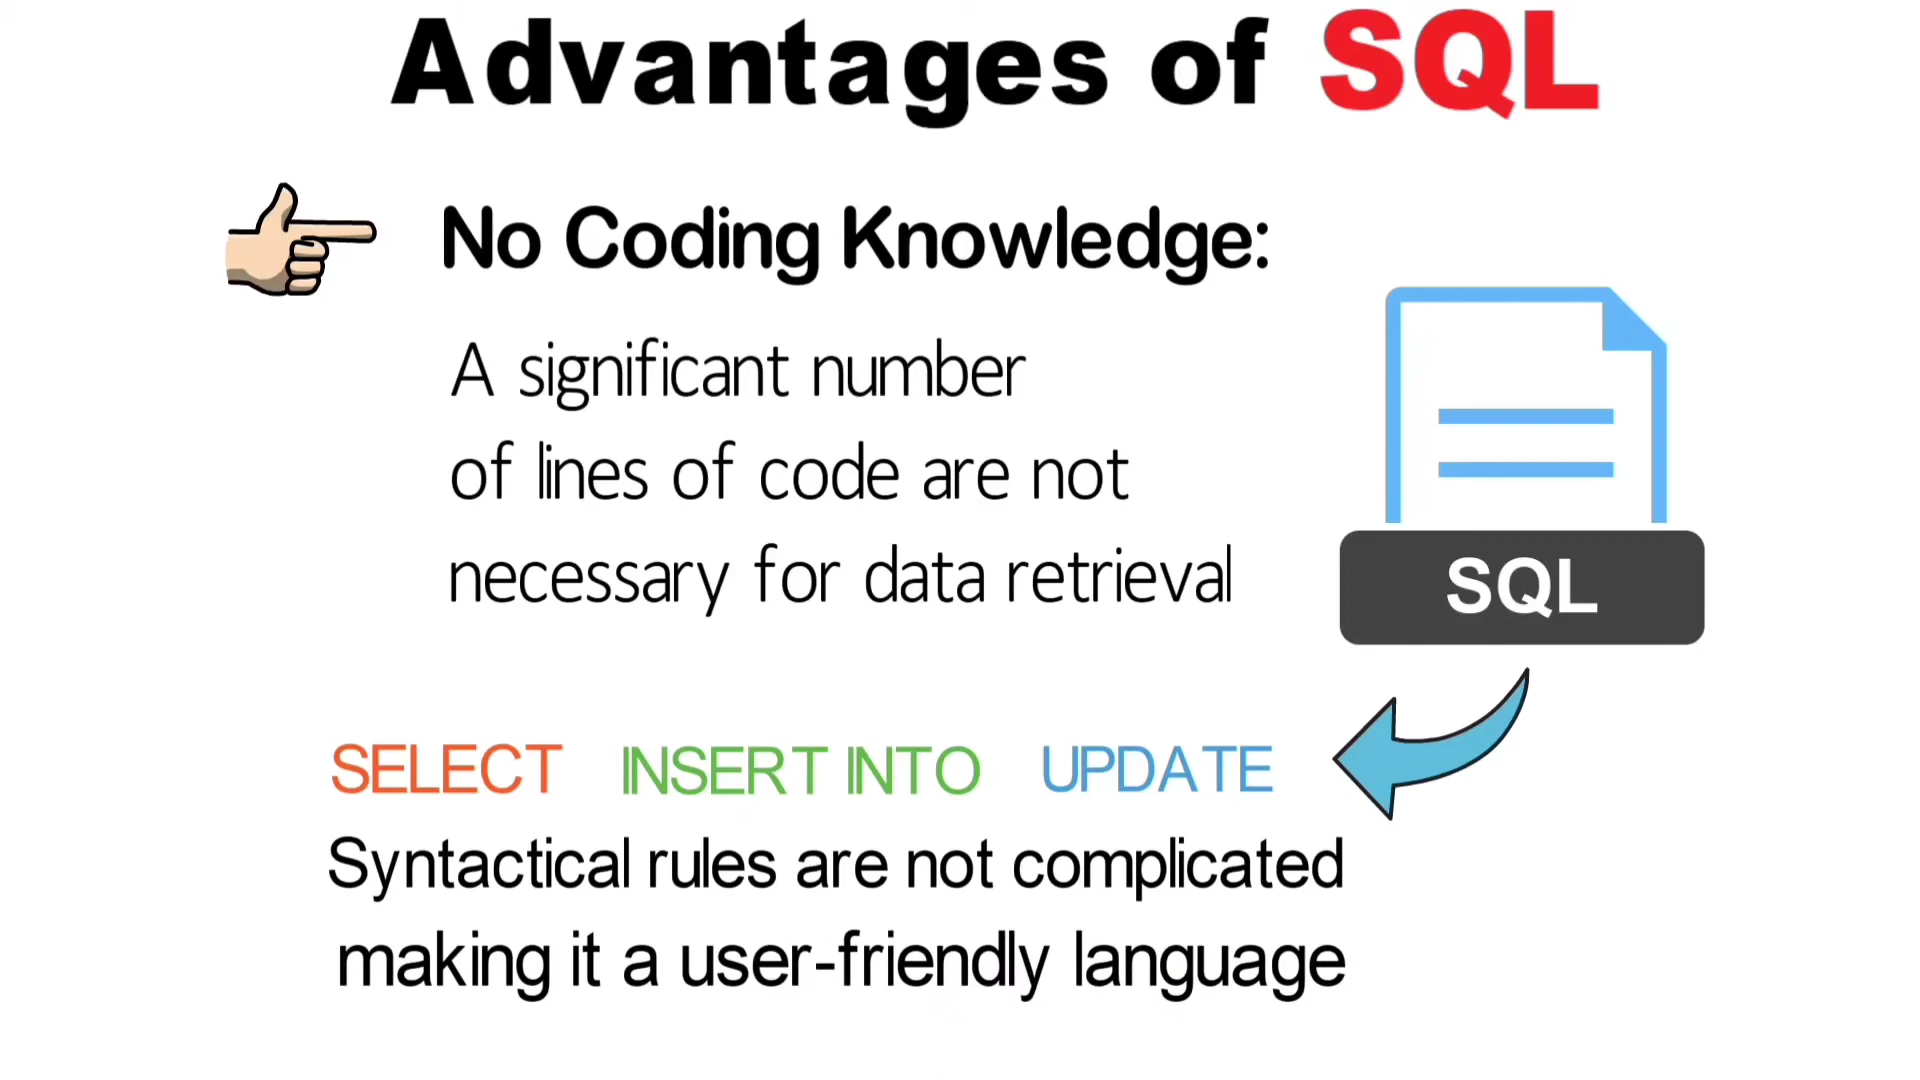 Advantages of SQL
No Coding Knowledge:
A significant number
of lines of code are not
necessary for data retrieval
SQL
SELECT INSERT INTO UPDATE
Syntactical rules are not complicated
making it a user-friendly language